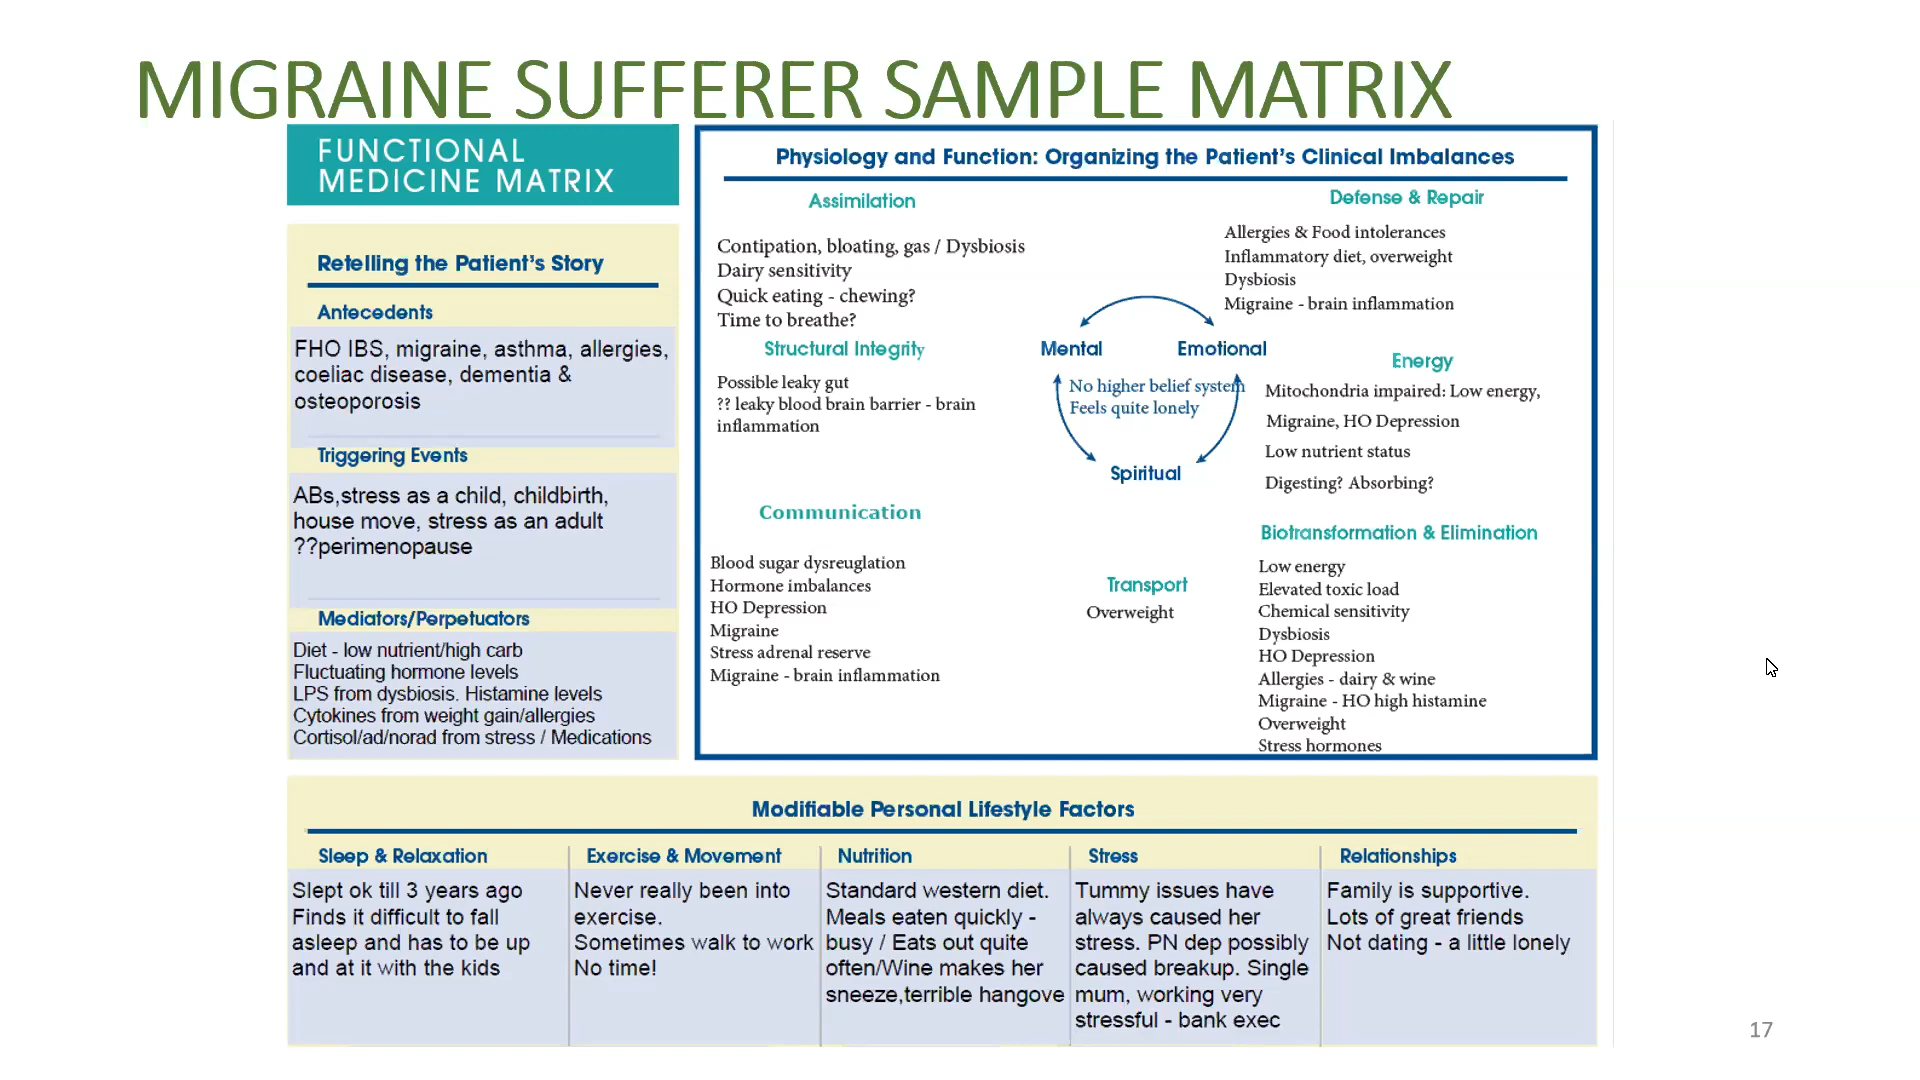 MIGRAINE SUFFERER SAMPLE MATRIX
FUNCTIONAL
MEDICINE MATRIX
Retelling the Patient's Story
Antecedents
FHO IBS, migraine, asthma, allergies,
coeliac disease, dementia &
osteoporosis
Triggering Events
ABs,stress as a child, childbirth,
house move, stress as an adult
??perimenopause
Mediators/Perpetuators
Diet - low nutrient/high carb
Fluctuating hormone levels
LPS from dysbiosis. Histamine levels
Cytokines from weight gain/allergies
Cortisol/ad/norad from stress / Medications
Physiology and Function: Organizing the Patient's Clinical Imbalances
Assimilation
Contipation, bloating, gas / Dysbiosis
Dairy sensitivity
Quick eating - chewing?
Time to breathe?
Structural Integrity
Possible leaky gut
?? leaky blood brain barrier - brain
inflammation
Communication
Blood sugar dysreuglation
Hormone imbalances
HO Depression
Migraine
Stress adrenal reserve
Migraine - brain inflammation
Mental
Emotional
No higher belief system
Feels quite lonely
Spiritual
Transport
Overweight
Defense & Repair
Allergies & Food intolerances
Inflammatory diet, overweight
Dysbiosis
Migraine - brain inflammation
Energy
Mitochondria impaired: Low energy,
Migraine, HO Depression
Low nutrient status
Digesting? Absorbing?
Biotransformation & Elimination
Low energy
Elevated toxic load
Chemical sensitivity
Dysbiosis
HO Depression
Allergies - dairy & wine
Migraine - HO high histamine
Overweight
Stress hormones
Modifiable Personal Lifestyle Factors
Sleep & Relaxation
Slept ok till 3 years ago
Finds it difficult to fall
asleep and has to be up
and at it with the kids
Exercise & Movement
Never really been into
exercise.
Sometimes walk to work
No time!
Nutrition
Standard western diet.
Meals eaten quickly -
busy / Eats out quite
often/Wine makes her
sneeze,terrible hangove
Stress
Tummy issues have
always caused her
stress. PN dep possibly
caused breakup. Single
mum, working very
stressful - bank exec
Relationships
Family is supportive.
Lots of great friends
Not dating - a little lonely
17